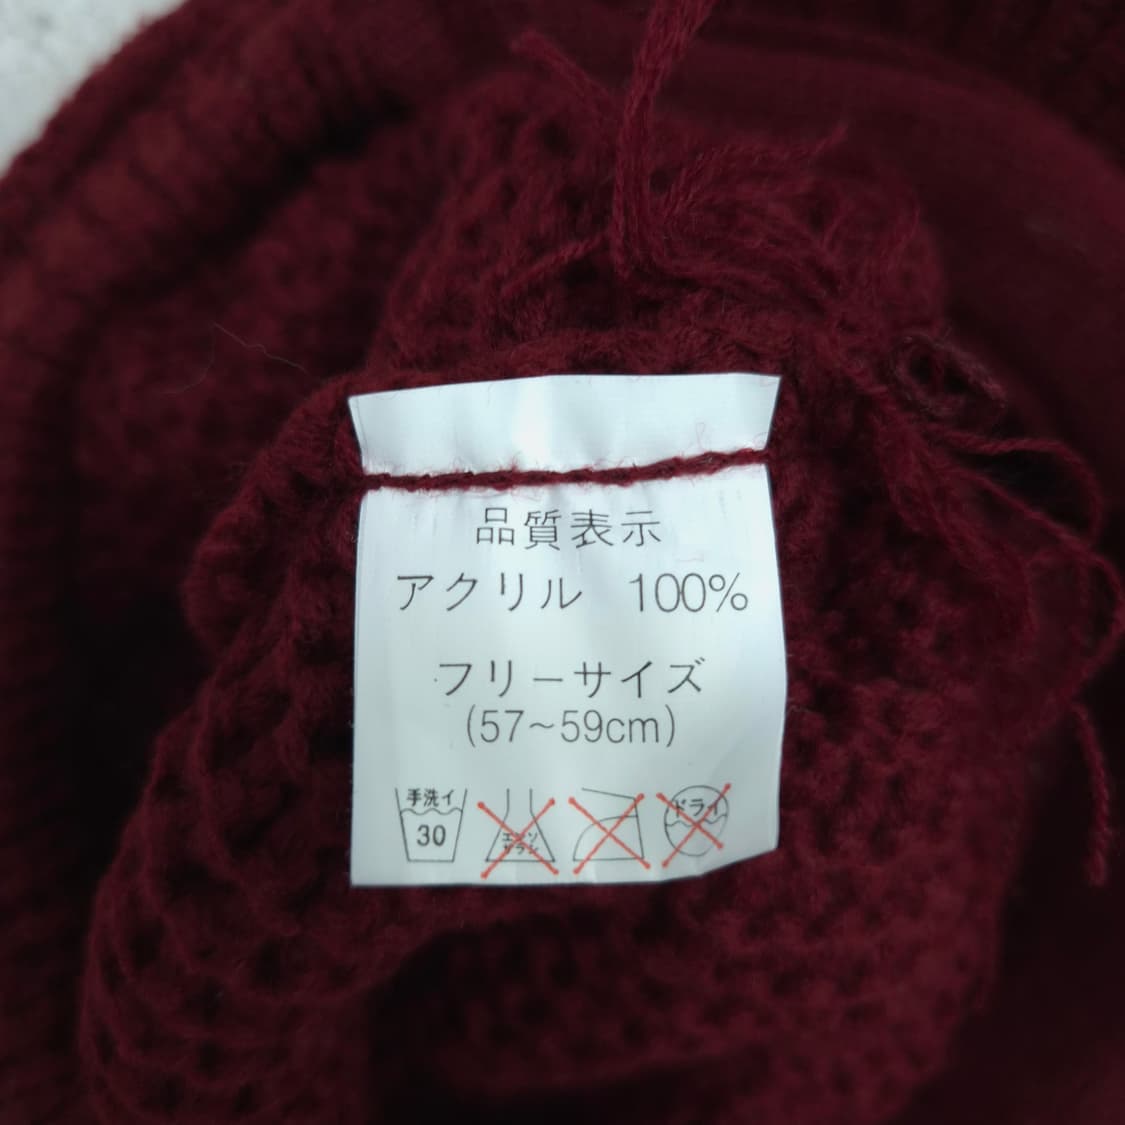 品質表示
アクリル 100%
フリーサイズ
(57~59cm)
手洗イ
30
エンソ
サラシ
ドライ